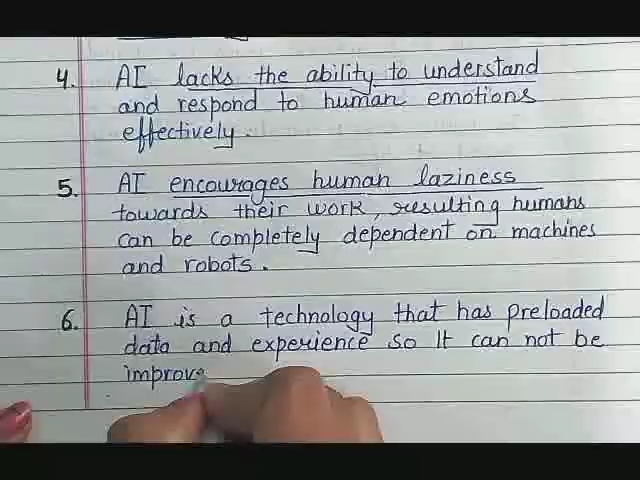 4. AI lacks the ability to understand
and respond to human emotions
effectively.
5. AI encourages human laziness
towards their work, resulting humans
can be completely dependent on machines
and robots.
6. AI is a technology that has preloaded
data and experience so It can not be
improve